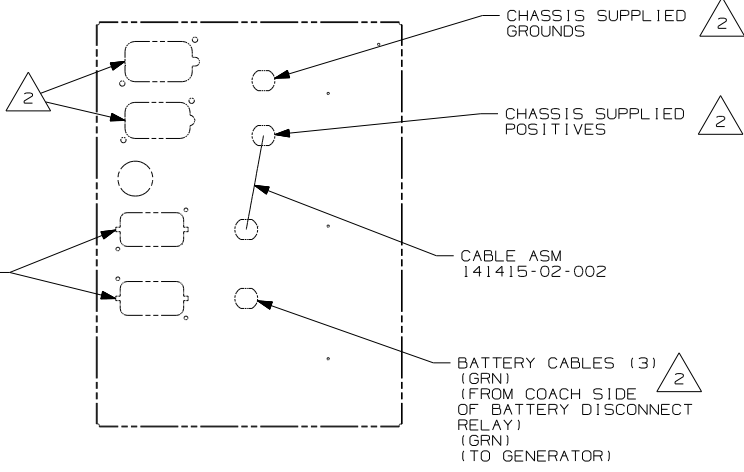 CHASSIS SUPPLIED
GROUNDS
2
2
CHASSIS SUPPLIED
POSITIVES
2
CABLE ASM
141415-02-002
BATTERY CABLES (3)
(GRN)
(FROM COACH SIDE
OF BATTERY DISCONNECT
RELAY)
(GRN)
(TO GENERATOR)
2